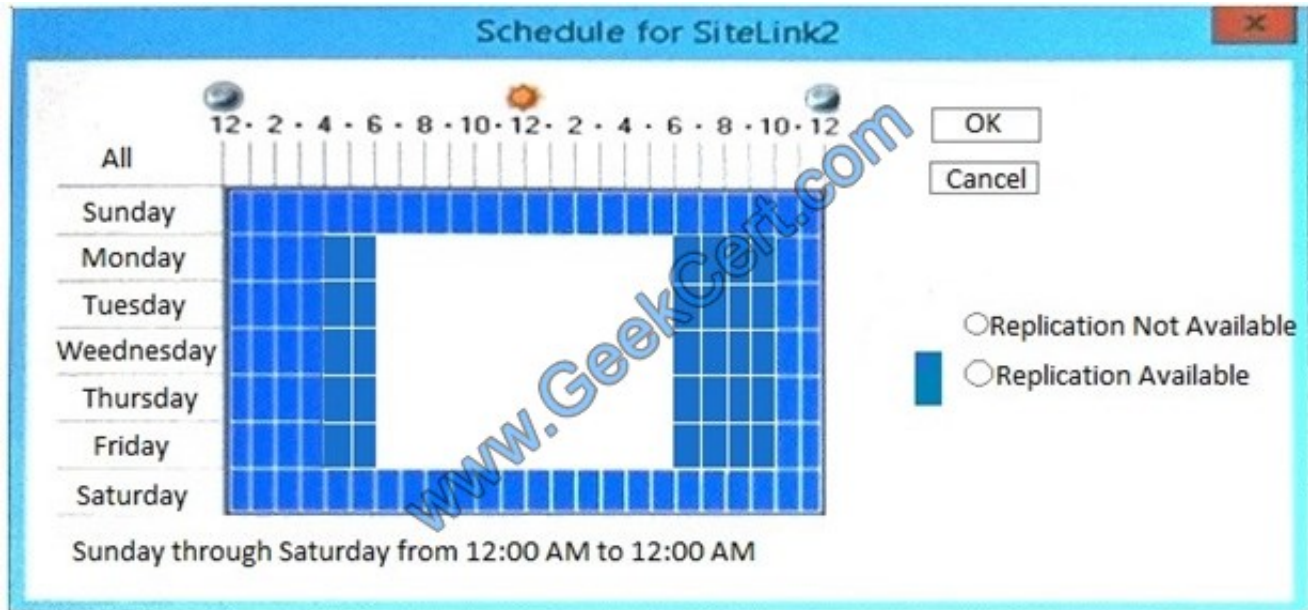 Schedule for SiteLink2
12 · 2 · 4 · 6 · 8 · 10 · 12 · 2 · 4 · 6 · 8 · 10 · 12
OK
All
Cancel
Sunday
Monday
Tuesday
Replication Not Available
Weednesday
Replication Available
Thursday
Friday
Saturday
Sunday through Saturday from 12:00 AM to 12:00 AM
www.GeekCert.com